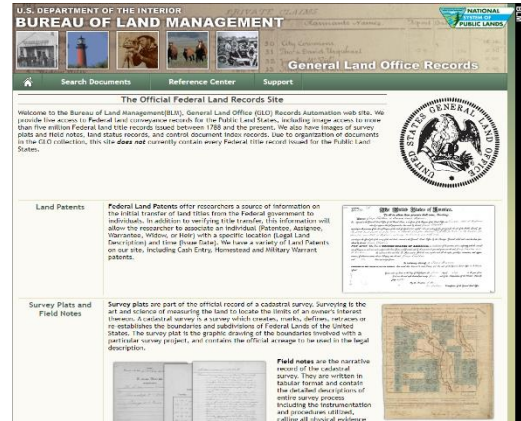 U.S. DEPARTMENT OF THE INTERIOR
BUREAU OF LAND MANAGEMENT
NATIONAL
SYSTEM OF
PUBLIC LANDS
General Land Office Records
Search Documents Reference Center Support
The Official Federal Land Records Site
Welcome to the Bureau of Land Management(BLM), General Land Office (GLO) Records Automation web site. We
provide live access to Federal land conveyance records for the Public Land States, including image access to more
than five million Federal land title records issued between 1788 and the present. We also have images of survey
plats and field notes, land status records, and control document index records. Due to organization of documents
in the GLO collection, this site does not currently contain every Federal title record issued for the Public Land
States.
UNITED STATES GENERAL LAND OFFICE
Land Patents
Federal Land Patents offer researchers a source of information on
the initial transfer of land titles from the Federal government to
individuals. In addition to verifying title transfer, this information will
allow the researcher to associate an individual (Patentee, Assignee,
Warrantee, Widow, or Heir) with a specific location (Legal Land
Description) and time (Issue Date). We have a variety of Land Patents
on our site, including Cash Entry, Homestead and Military Warrant
patents.
The United States of America,
Survey Plats and
Field Notes
Survey plats are part of the official record of a cadastral survey. Surveying is the
art and science of measuring the land to locate the limits of an owner's interest
thereon. A cadastral survey is a survey which creates, marks, defines, retraces or
re-establishes the boundaries and subdivisions of Federal Lands of the United
States. The survey plat is the graphic drawing of the boundaries involved with a
particular survey project, and contains the official acreage to be used in the legal
description.
Field notes are the narrative
record of the cadastral
survey. They are written in
tabular format and contain
the detailed descriptions of
entire survey process
including the instrumentation
and procedures utilized,
calling all physical evidence